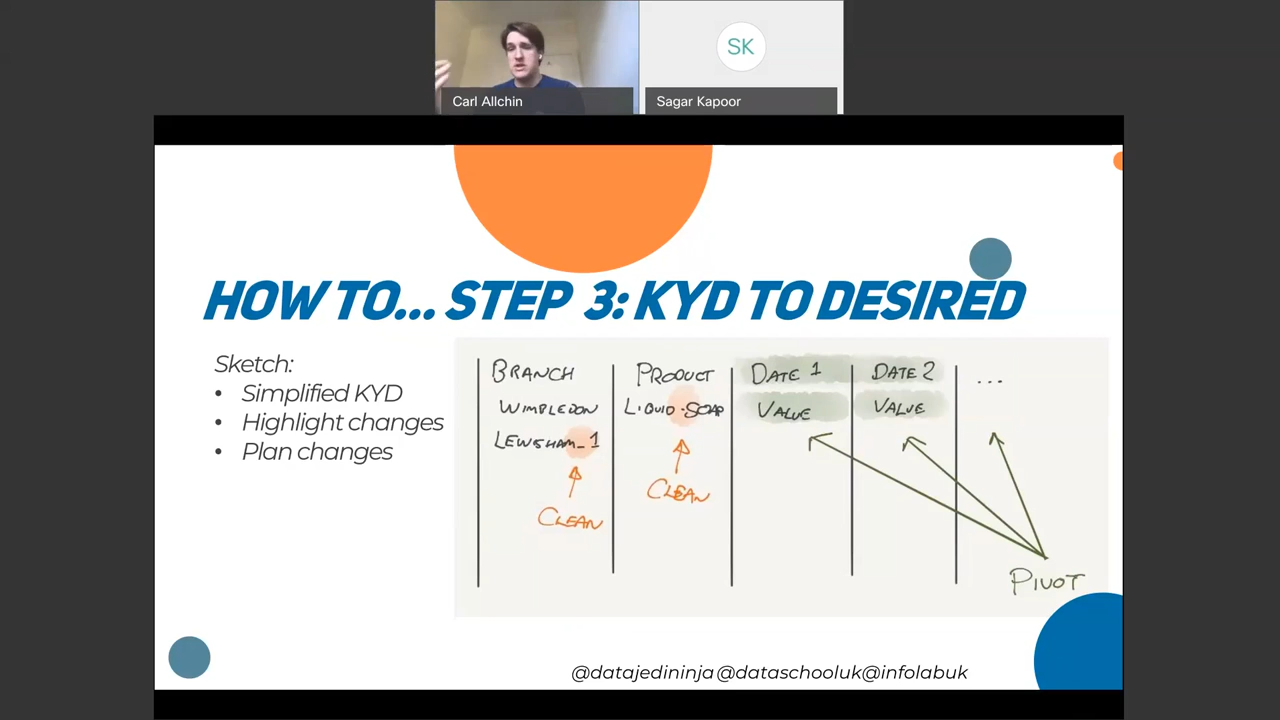 SK
Carl Allchin
Sagar Kapoor
HOW TO... STEP 3: KYD TO DESIRED
Sketch:
• Simplified KYD
• Highlight changes
• Plan changes
BRANCH PRODUCT DATE 1 DATE 2 ...
WIMBLEDON LIQUID-SOAP VALUE VALUE
LEWISHAM_1
CLEAN
CLEAN
PIVOT
@datajedininja @dataschooluk @infolabuk